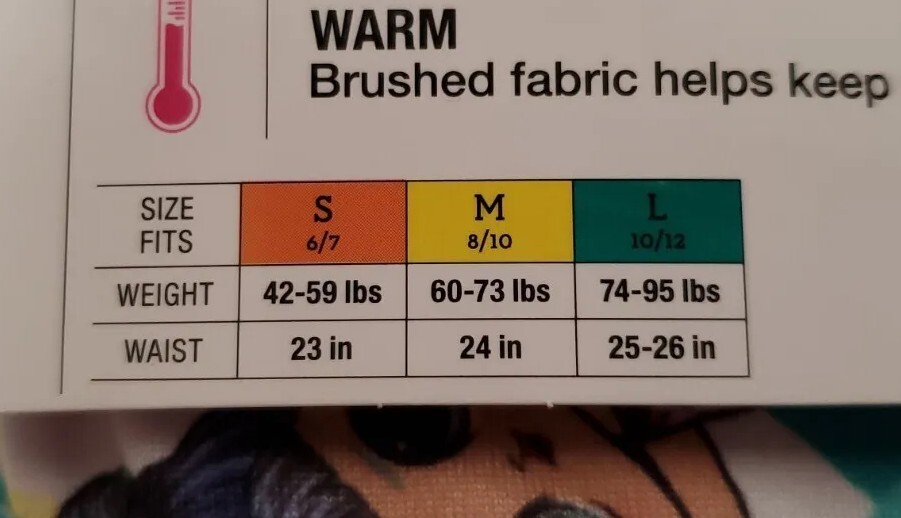 WARM
Brushed fabric helps keep
SIZE FITS S 6/7 M 8/10 L 10/12
WEIGHT 42-59 lbs 60-73 lbs 74-95 lbs
WAIST 23 in 24 in 25-26 in